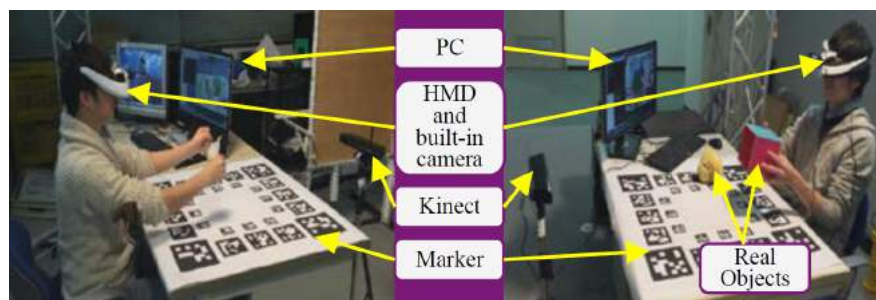 PC
HMD
and
built-in
camera
Kinect
Marker
Real
Objects